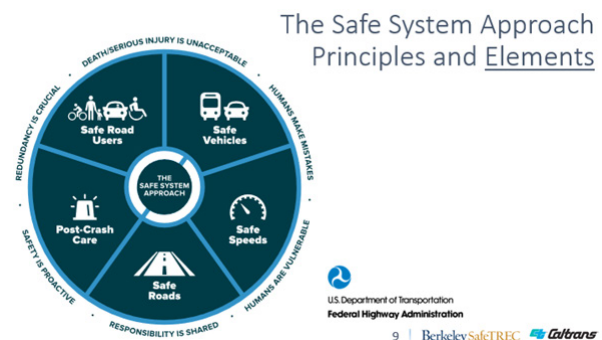 The Safe System Approach
Principles and Elements
DEATH/SERIOUS INJURY IS UNACCEPTABLE
HUMANS MAKE MISTAKES
HUMANS ARE VULNERABLE
RESPONSIBILITY IS SHARED
SAFETY IS PROACTIVE
REDUNDANCY IS CRUCIAL
Safe Road
Users
Safe
Vehicles
THE
SAFE SYSTEM
APPROACH
Post-Crash
Care
Safe
Speeds
Safe
Roads
U.S. Department of Transportation
Federal Highway Administration
9
Berkeley SafeTREC
Caltrans